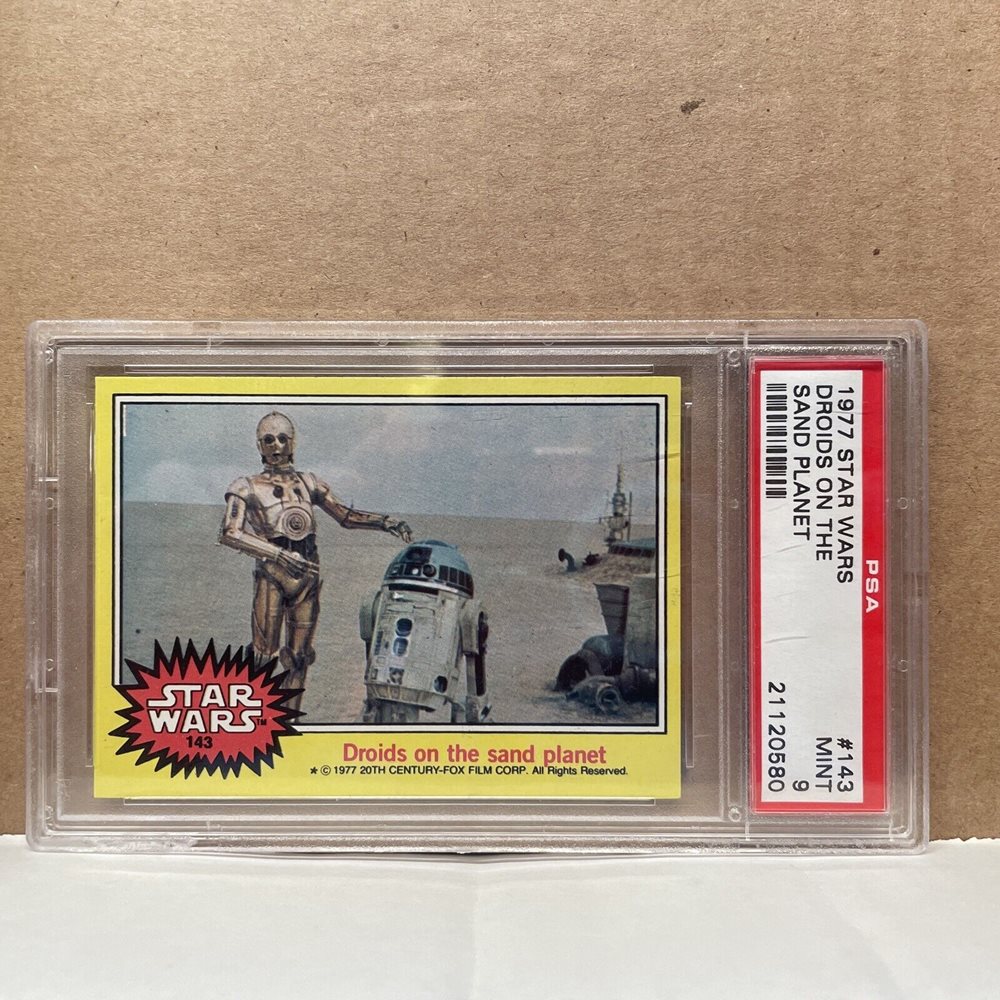 STAR
WARS™
143
Droids on the sand planet
★ © 1977 20TH CENTURY-FOX FILM CORP. All Rights Reserved.
PSA
1977 STAR WARS #143
DROIDS ON THE MINT
SAND PLANET 9
21120580